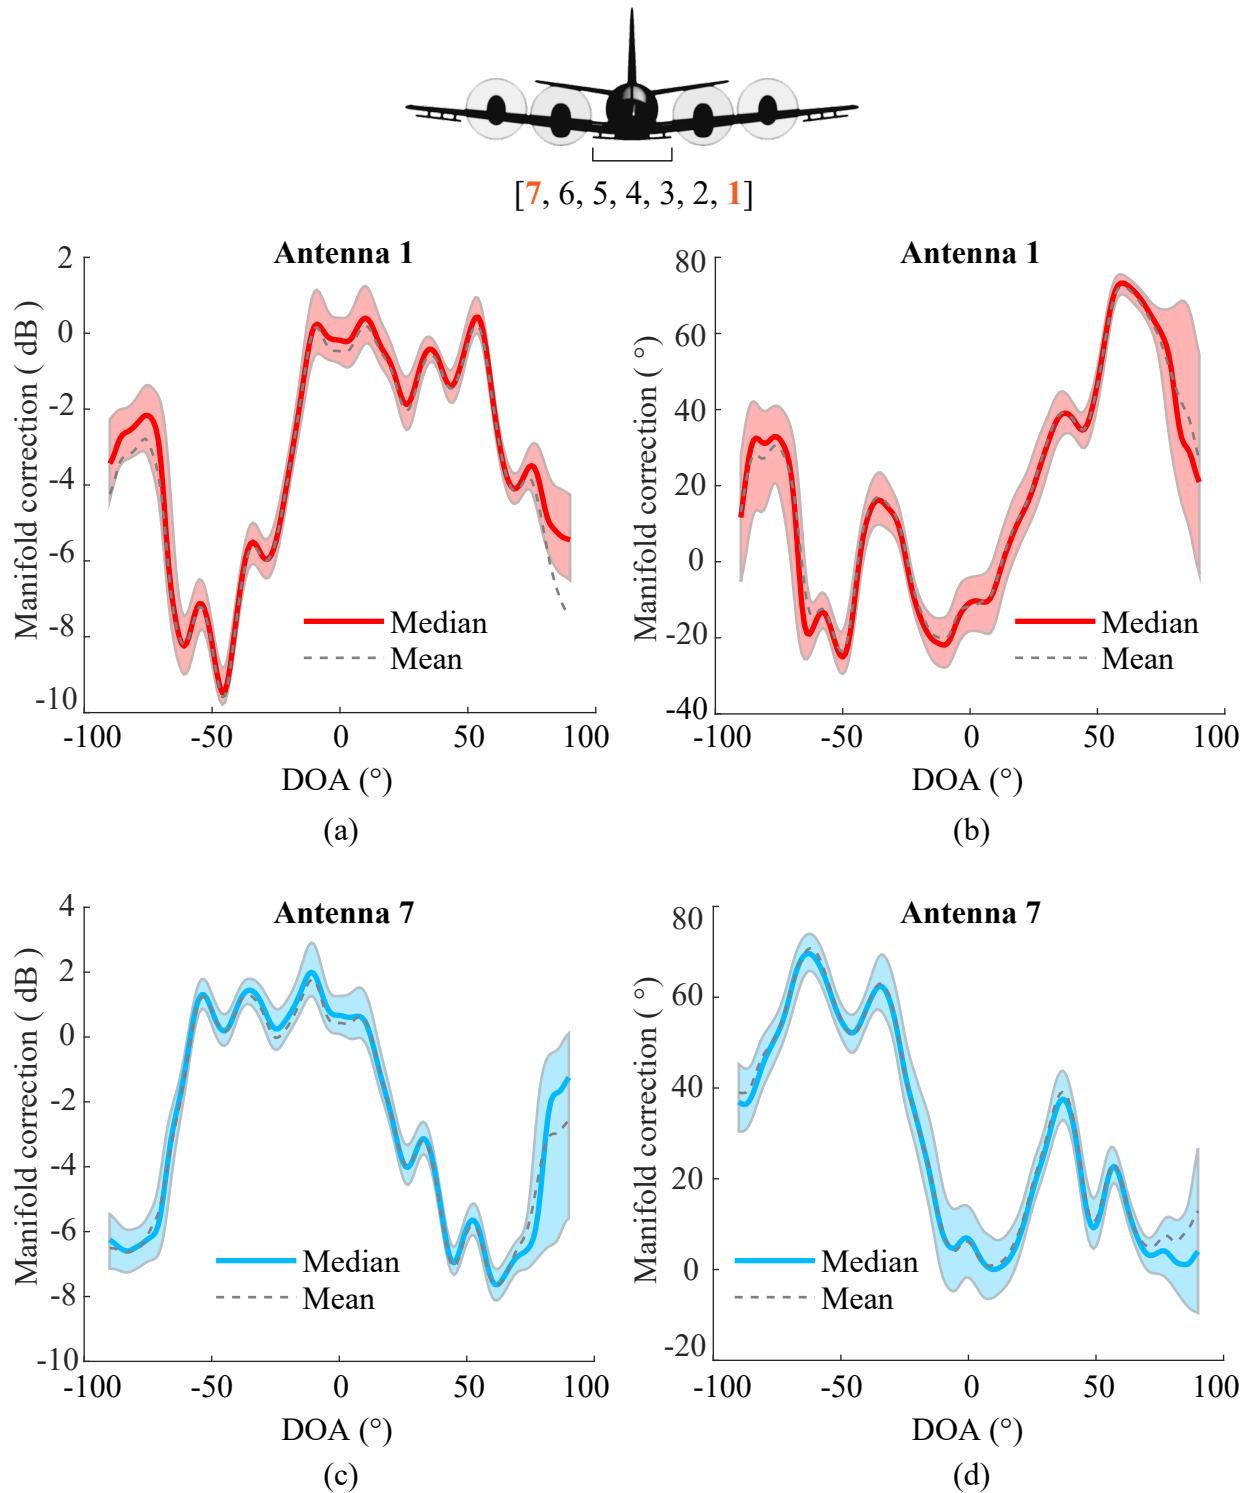 [7, 6, 5, 4, 3, 2, 1]
Antenna 1
Manifold correction ( dB )
2
0
-2
-4
-6
-8
-10
Median
Mean
-100 -50 0 50 100
DOA (°)
(a)
Antenna 1
Manifold correction ( °)
80
60
40
20
0
-20
-40
Median
Mean
-100 -50 0 50 100
DOA (°)
(b)
Antenna 7
Manifold correction ( dB )
4
2
0
-2
-4
-6
-8
-10
Median
Mean
-100 -50 0 50 100
DOA (°)
(c)
Antenna 7
Manifold correction ( °)
80
60
40
20
0
-20
Median
Mean
-100 -50 0 50 100
DOA (°)
(d)